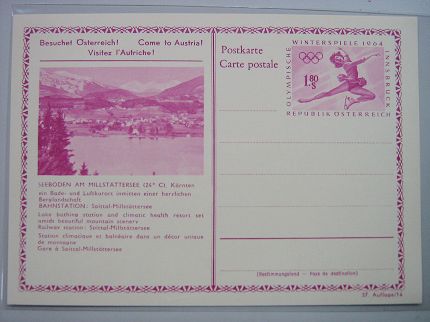 Besuchet Österreich! Come to Austria!
Visitez l'Autriche!
Postkarte
Carte postale
OLYMPISCHE WINTERSPIELE 1964 INNSBRUCK
1.80
S
REPUBLIK ÖSTERREICH
SEEBODEN AM MILLSTÄTTERSEE (26° C), Kärnten
ein Bade- und Luftkurort inmitten einer herrlichen
Berglandschaft
BAHNSTATION: Spittal-Millstättersee
Lake bathing station and climatic health resort set
amidst beautiful mountain scenery
Railway station: Spittal-Millstättersee
Station climatique et balnéaire dans un décor unique
de montagne
Gare à Spittal-Millstättersee
(Bestimmungsland — Pays de destination)
27. Auflage/14